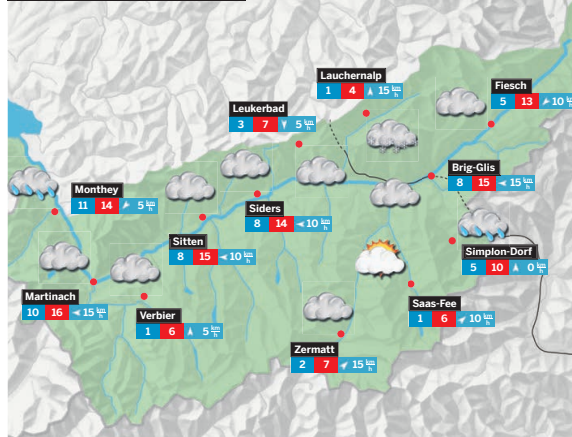 Lauchernalp
1 4 15 km/h
Fiesch
5 13 10 km/h
Leukerbad
3 7 5 km/h
Brig-Glis
8 15 15 km/h
Monthey
11 14 5 km/h
Siders
8 14 10 km/h
Sitten
8 15 10 km/h
Simplon-Dorf
5 10 0 km/h
Martinach
10 16 15 km/h
Verbier
1 6 5 km/h
Saas-Fee
1 6 10 km/h
Zermatt
2 7 15 km/h